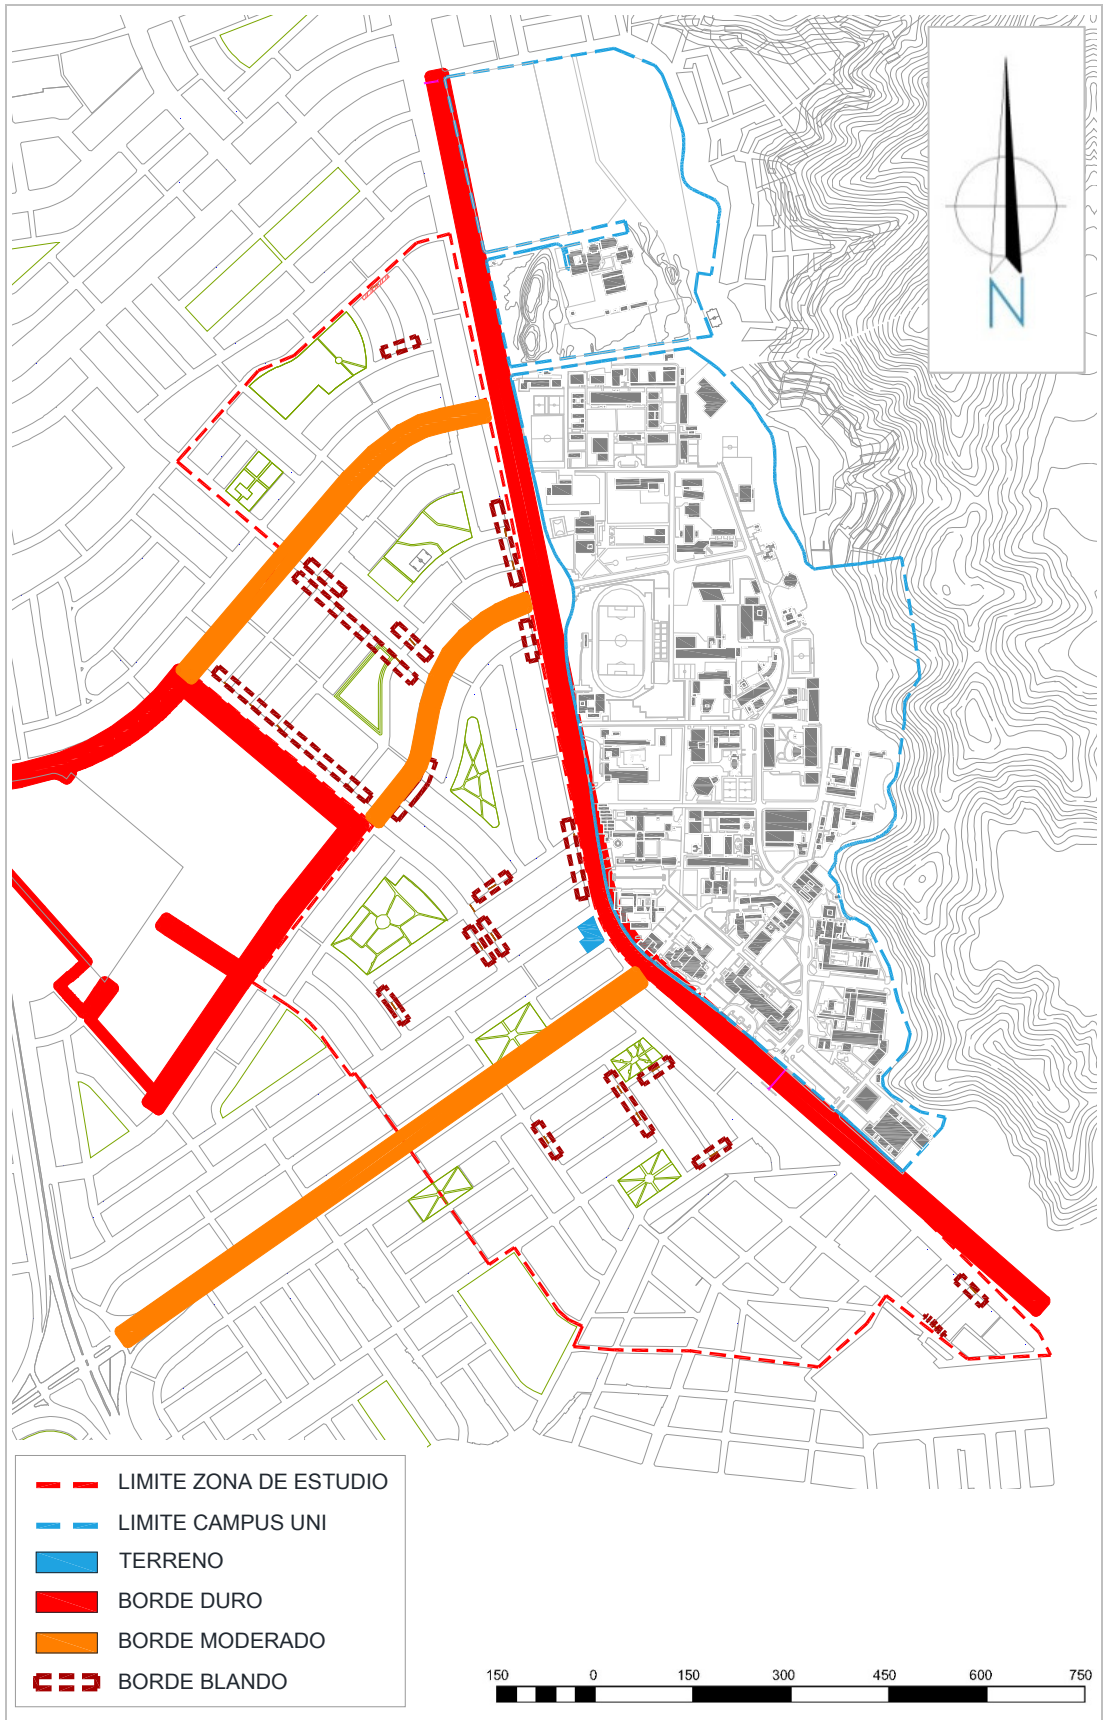 N
LIMITE ZONA DE ESTUDIO
LIMITE CAMPUS UNI
TERRENO
BORDE DURO
BORDE MODERADO
BORDE BLANDO
150 0 150 300 450 600 750